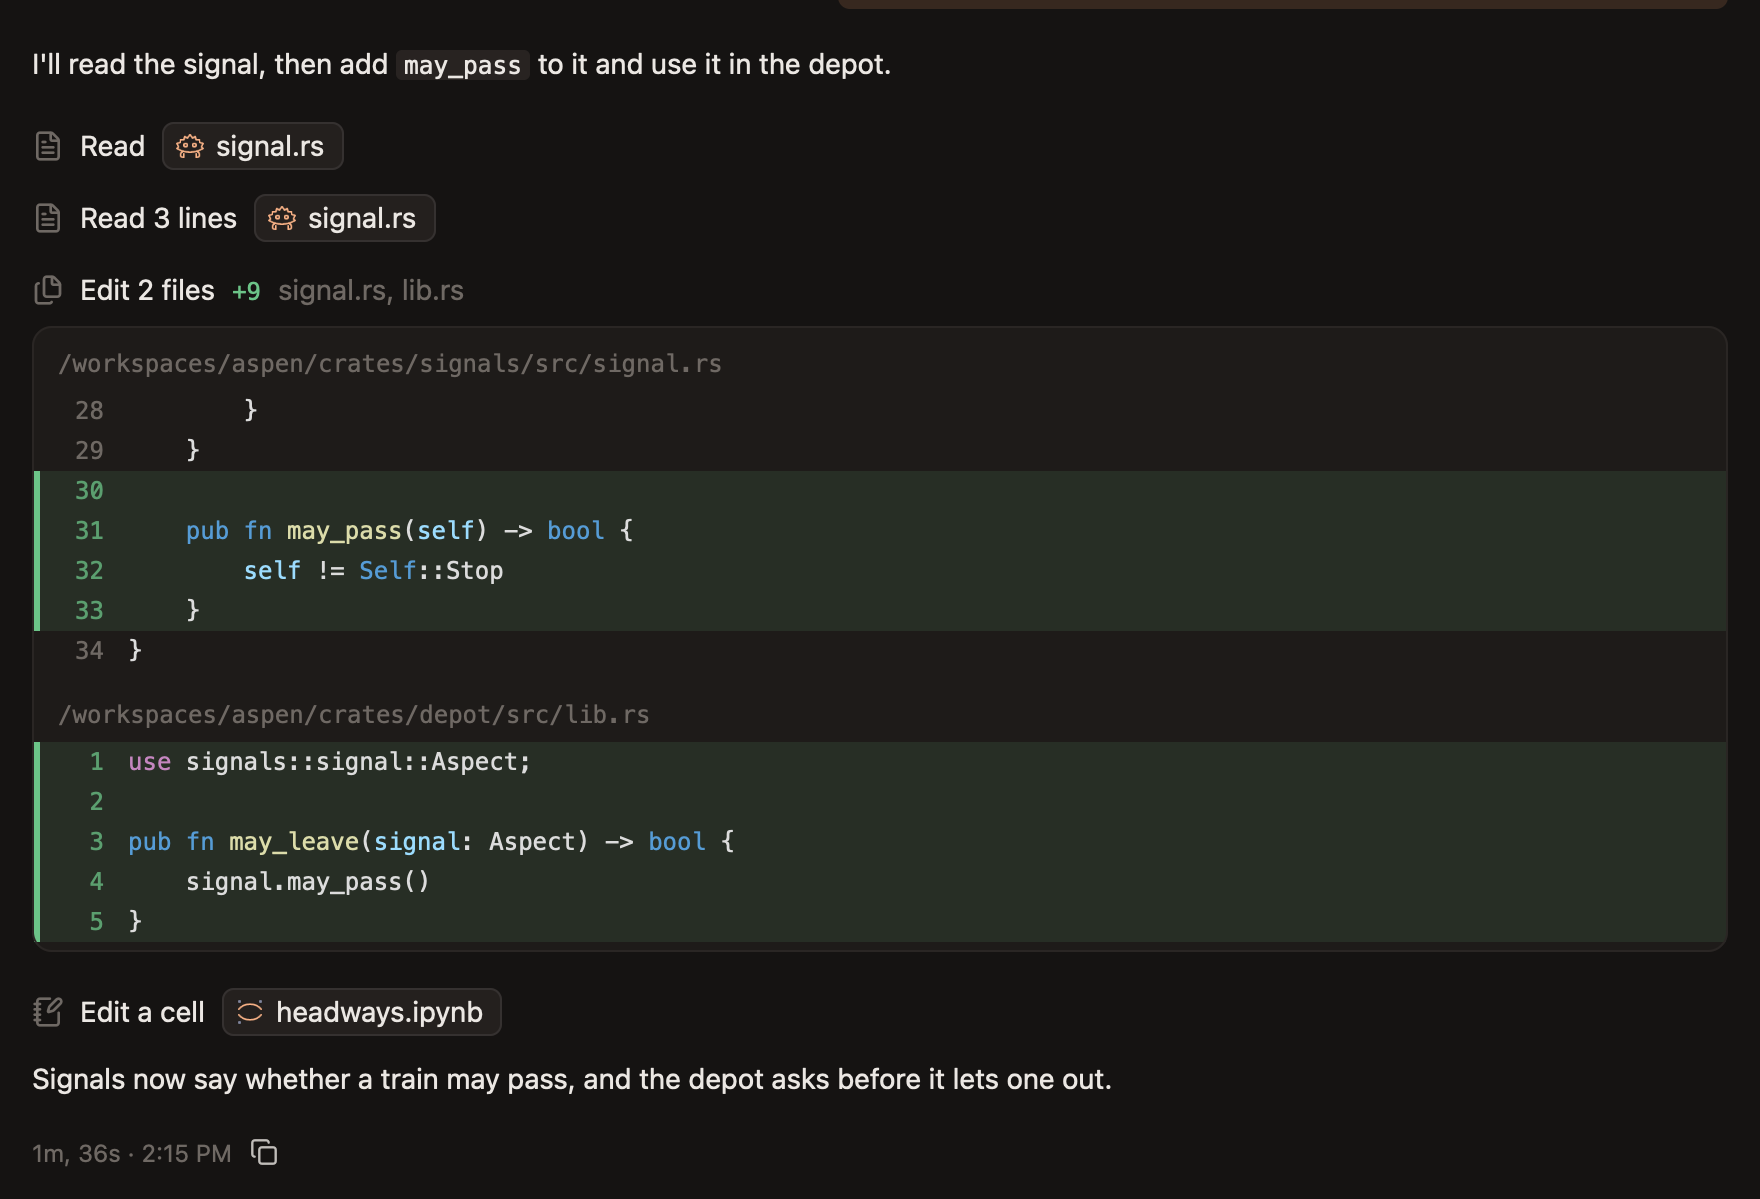 I'll read the signal, then add may_pass to it and use it in the depot.
Read signal.rs
Read 3 lines signal.rs
Edit 2 files +9 signal.rs, lib.rs
/workspaces/aspen/crates/signals/src/signal.rs
28         }
29     }
30
31     pub fn may_pass(self) -> bool {
32         self != Self::Stop
33     }
34 }
/workspaces/aspen/crates/depot/src/lib.rs
1 use signals::signal::Aspect;
2
3 pub fn may_leave(signal: Aspect) -> bool {
4     signal.may_pass()
5 }
Edit a cell headways.ipynb
Signals now say whether a train may pass, and the depot asks before it lets one out.
1m, 36s · 2:15 PM